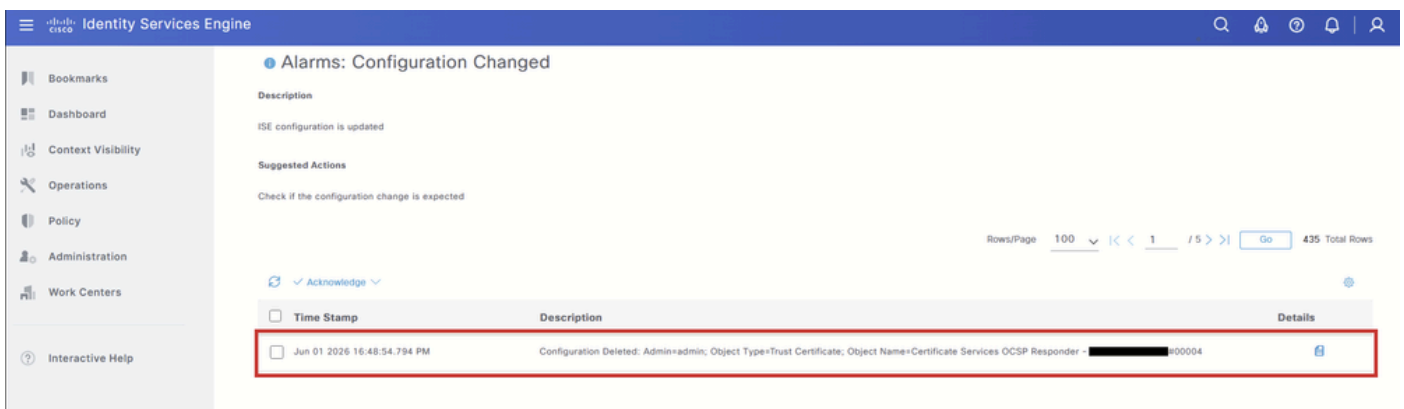 cisco Identity Services Engine
Bookmarks
Dashboard
Context Visibility
Operations
Policy
Administration
Work Centers
Interactive Help
Alarms: Configuration Changed
Description
ISE configuration is updated
Suggested Actions
Check if the configuration change is expected
Rows/Page 100 1 / 5 Go 435 Total Rows
Acknowledge
Time Stamp Description Details
Jun 01 2026 16:48:54.794 PM Configuration Deleted: Admin=admin; Object Type=Trust Certificate; Object Name=Certificate Services OCSP Responder - #00004